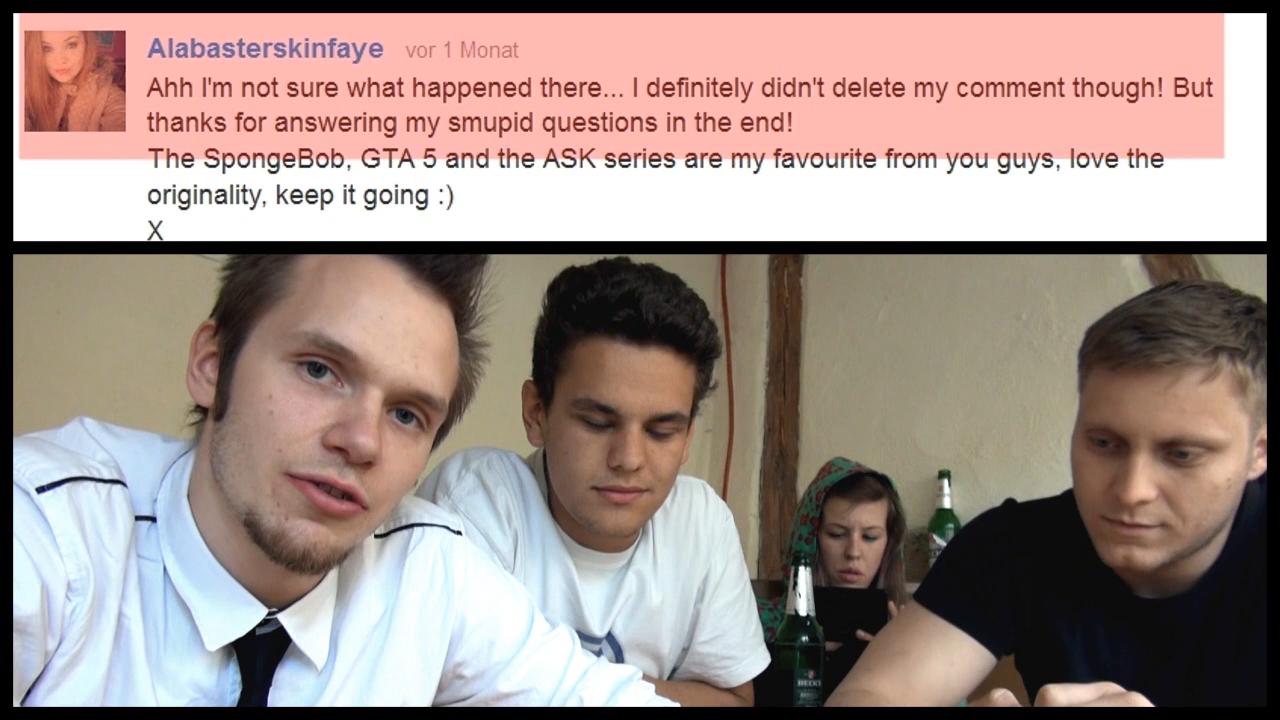 Alabasterskinfaye vor 1 Monat
Ahh I'm not sure what happened there... I definitely didn't delete my comment though! But
thanks for answering my smupid questions in the end!
The SpongeBob, GTA 5 and the ASK series are my favourite from you guys, love the
originality, keep it going :)
X
BECK'S